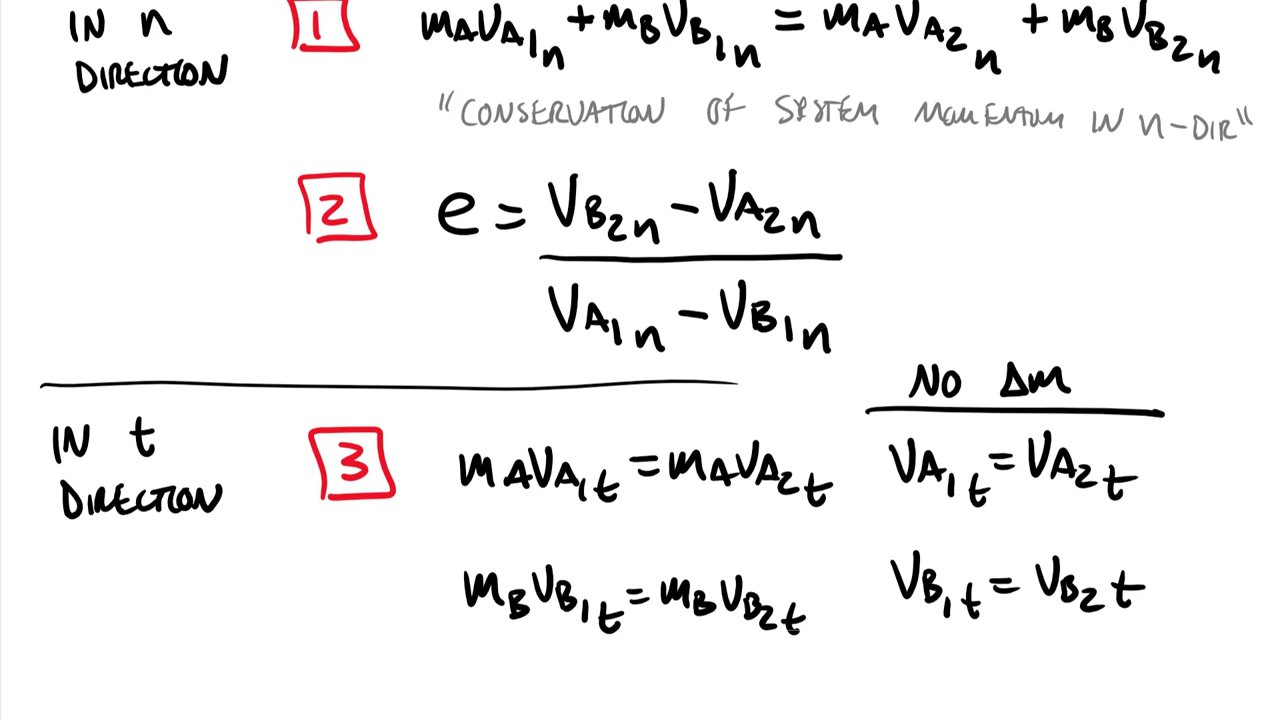 IN n
DIRECTION
1
mAVA1n + mBVB1n = mAVA2n + mBVB2n
"CONSERVATION OF SYSTEM MOMENTUM IN n-DIR"
2
e = VB2n - VA2n
VA1n - VB1n
NO Δm
IN t
DIRECTION
3
mAVA1t = mAVA2t
VA1t = VA2t
mBVB1t = mBVB2t
VB1t = VB2t